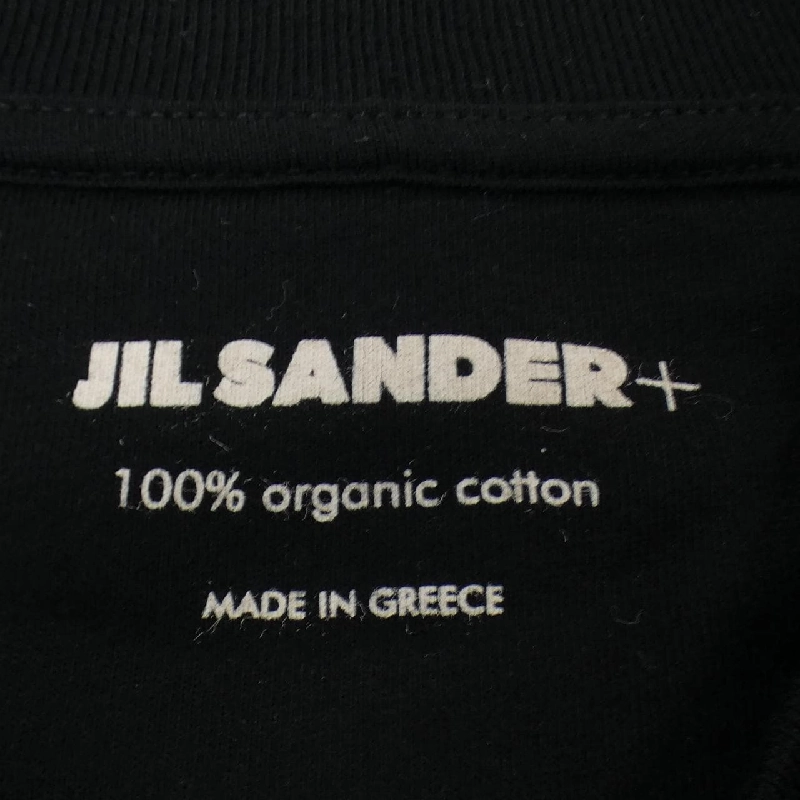 JIL SANDER+
100% organic cotton
MADE IN GREECE